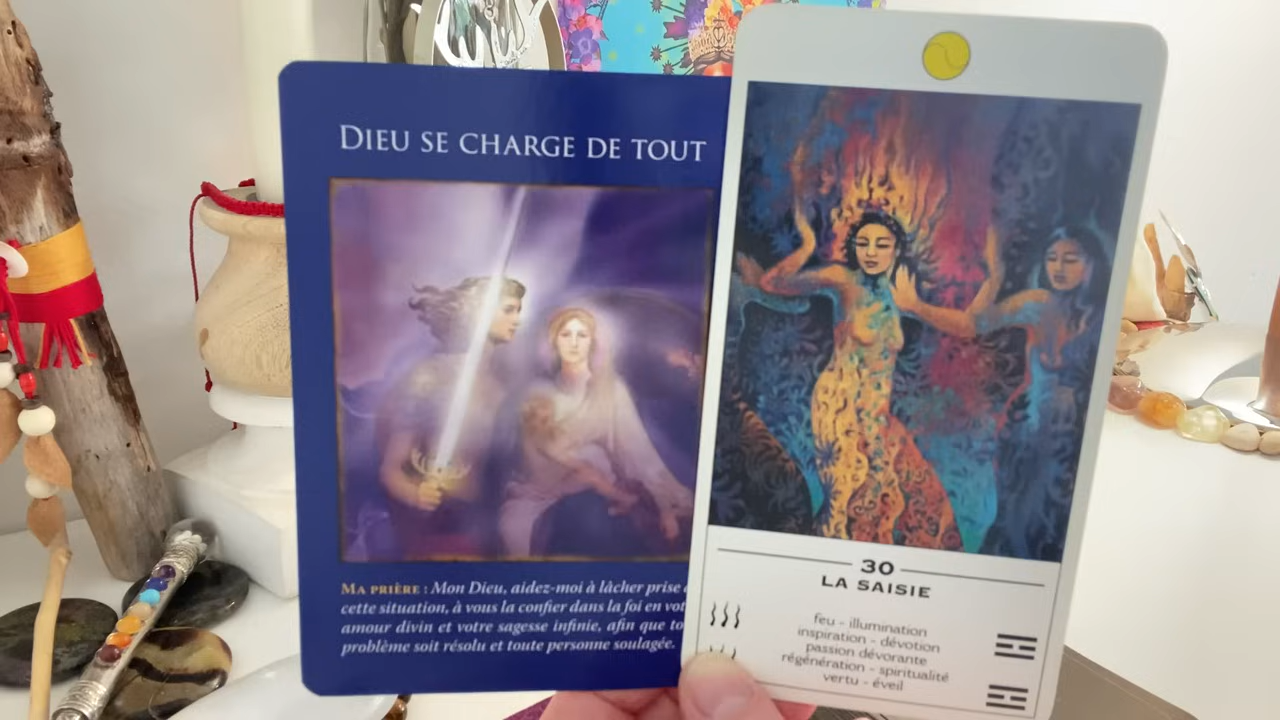 DIEU SE CHARGE DE TOUT
MA PRIÈRE : Mon Dieu, aidez-moi à lâcher prise
cette situation, à vous la confier dans la foi en
amour divin et votre sagesse infinie, afin que
problème soit résolu et toute personne soulagée.
30
LA SAISIE
feu - illumination
inspiration - dévotion
passion dévorante
régénération - spiritualité
vertu - éveil